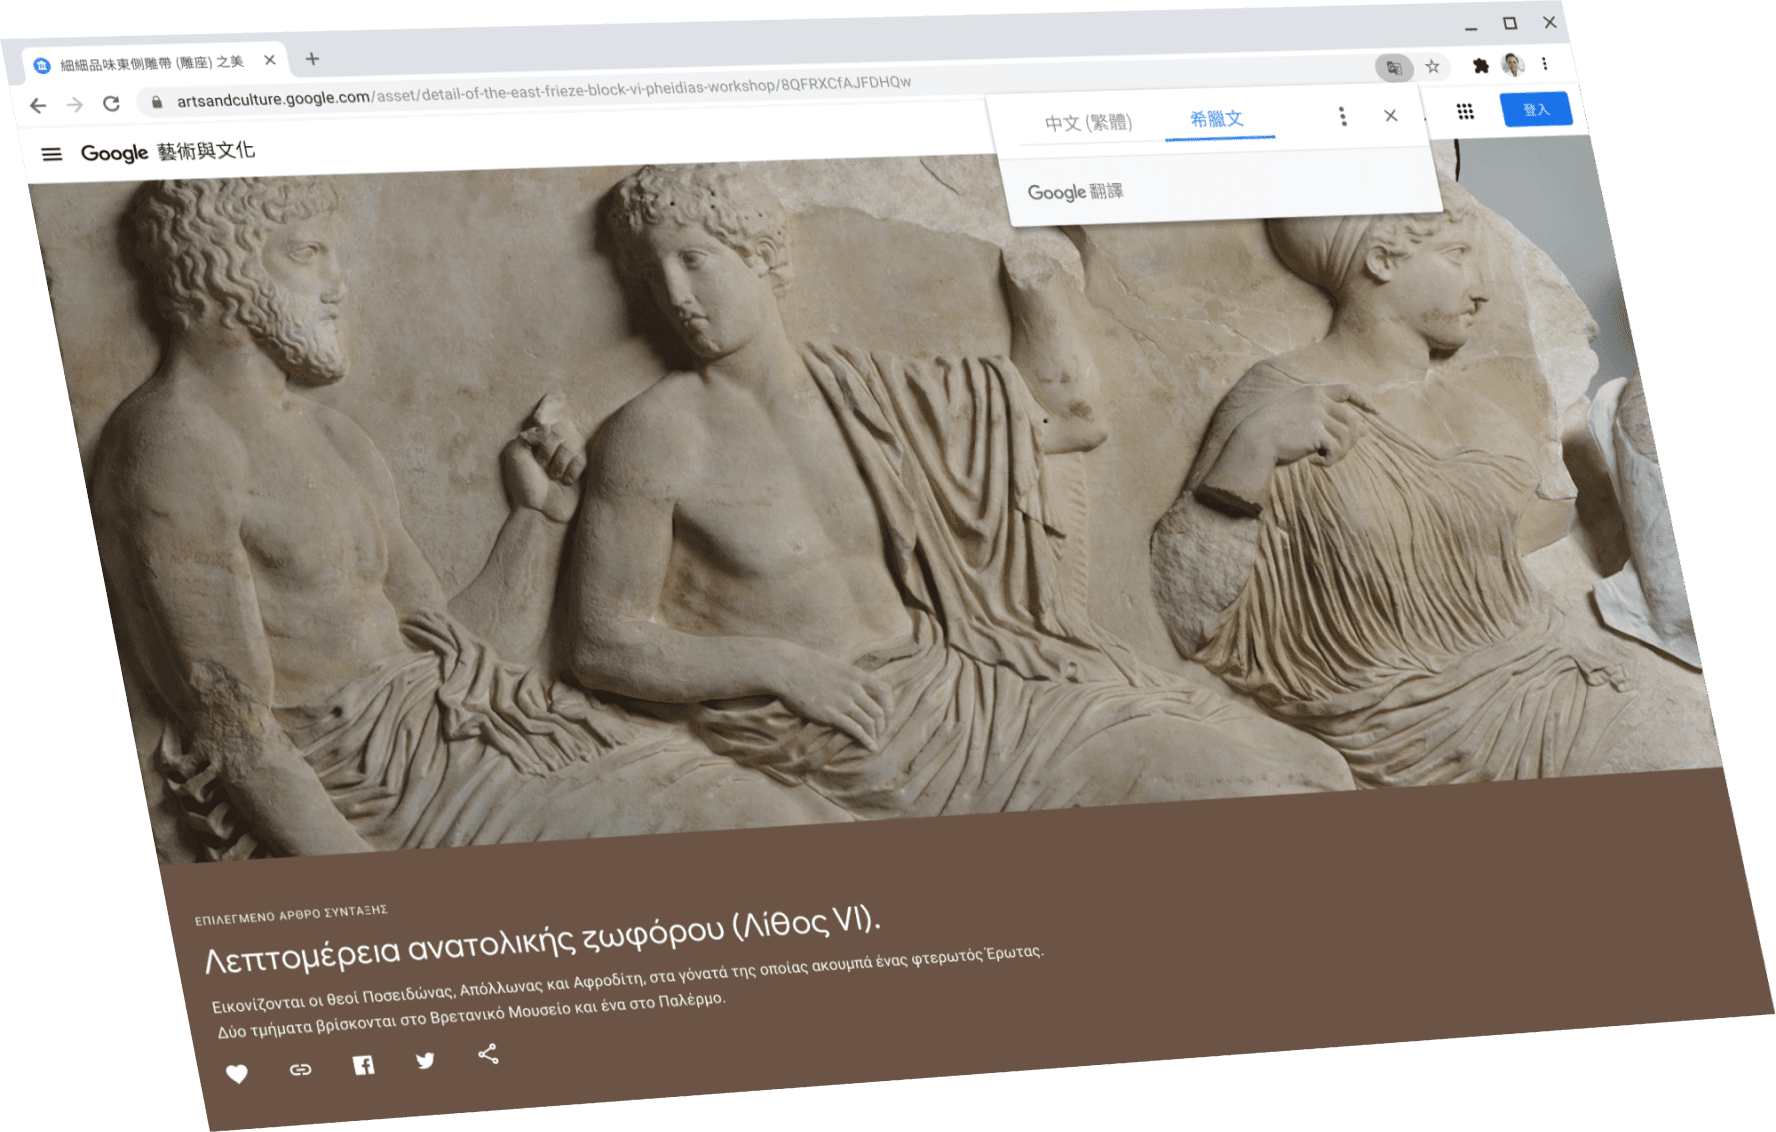 細細品味東側雕帶 (雕座) 之美
artsandculture.google.com/asset/detail-of-the-east-frieze-block-vi-pheidias-workshop/8QFRXCfAJFDHQw
中文 (繁體)
希臘文
登入
Google 藝術與文化
Google 翻譯
ΕΠΙΛΕΓΜΕΝΟ ΑΡΘΡΟ ΣΥΝΤΑΞΗΣ
Λεπτομέρεια ανατολικής ζωφόρου (Λίθος VI).
Εικονίζονται οι θεοί Ποσειδώνας, Απόλλωνας και Αφροδίτη, στα γόνατά της οποίας ακουμπά ένας φτερωτός Έρωτας.
Δύο τμήματα βρίσκονται στο Βρετανικό Μουσείο και ένα στο Παλέρμο.